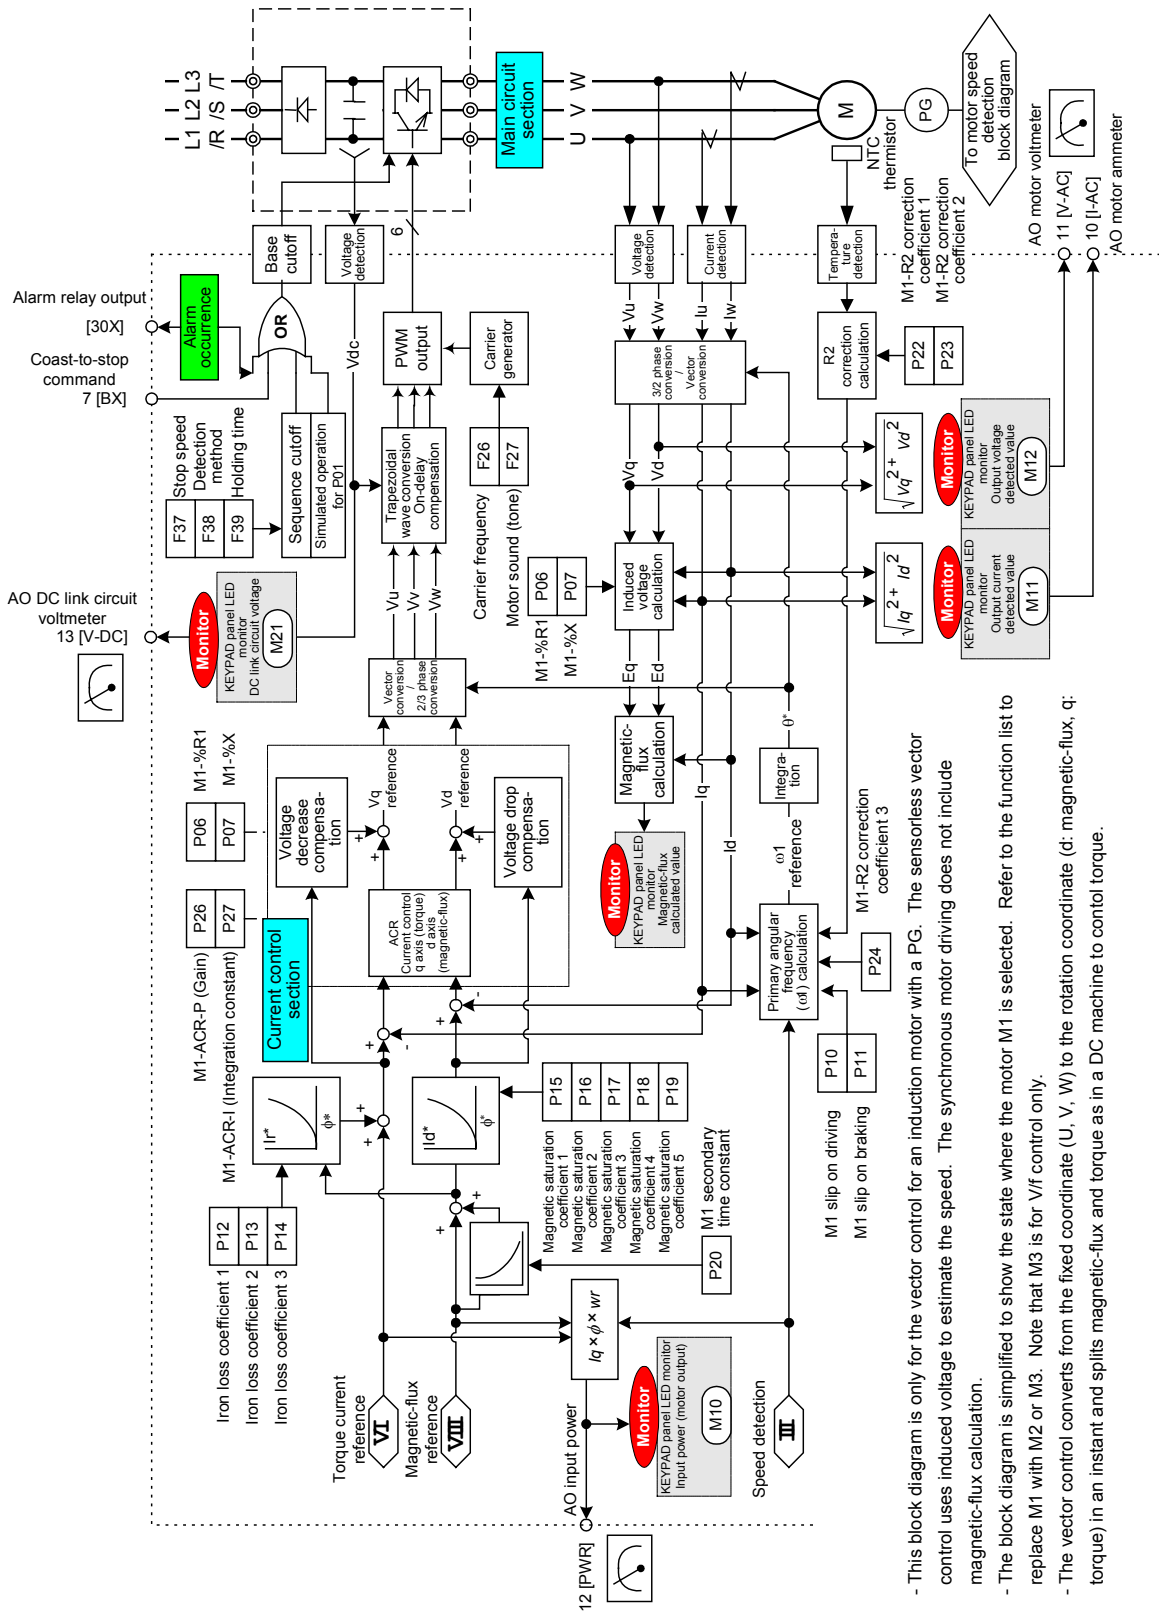 L1 L2 L3
/R /S /T
Main circuit
section
U V W
M
PG
To motor speed
detection
block diagram
NTC
thermistor
AO motor voltmeter
11 [V-AC]
10 [I-AC]
AO motor ammeter
Base
cutoff
Voltage
detection
6
Voltage
detection
Current
detection
Tempera-
ture
detection
M1-R2 correction
coefficient 1
M1-R2 correction
coefficient 2
Alarm relay output
[30X]
Coast-to-stop
command
7 [BX]
Alarm
occurrence
OR
Vdc
PWM
output
Carrier
generator
Vu
Vw
Iu
Iw
3/2 phase
conversion
/
Vector
conversion
R2
correction
calculation
P22
P23
F37
F38
F39
Stop speed
Detection
method
Holding time
Sequence cutoff
Simulated operation
for P01
Trapezoidal
wave conversion
On-delay
compensation
F26
F27
Carrier frequency
Motor sound (tone)
Vq
Vd
√Vq² + Vd²
Monitor
KEYPAD panel LED
monitor
Output voltage
detected value
M12
AO DC link circuit
voltmeter
13 [V-DC]
Monitor
KEYPAD panel LED
monitor
DC link circuit voltage
M21
Vu
Vv
Vw
P06
P07
M1-%R1
M1-%X
Induced
voltage
calculation
√Iq² + Id²
Monitor
KEYPAD panel LED
monitor
Output current
detected value
M11
Vector
conversion
/
2/3 phase
conversion
Eq
Ed
Magnetic-
flux
calculation
Iq
Id
θ*
Integra-
tion
ω1
reference
M1-R2 correction
coefficient 3
M1-%R1
M1-%X
P06
P07
Voltage
decrease
compensa-
tion
Vq
reference
Vd
reference
+
+
+
+
Voltage drop
compensa-
tion
Monitor
KEYPAD panel LED
monitor
Magnetic-flux
calculated value
P26
P27
M1-ACR-P (Gain)
M1-ACR-I (Integration constant)
Current control
section
ACR
Current control
q axis (torque)
d axis
(magnetic-flux)
+
-
+
-
Primary angular
frequency
(ω1) calculation
P24
P10
P11
M1 slip on driving
M1 slip on braking
Ir*
ϕ*
Id*
ϕ*
+
+
P15
P16
P17
P18
P19
Magnetic saturation
coefficient 1
Magnetic saturation
coefficient 2
Magnetic saturation
coefficient 3
Magnetic saturation
coefficient 4
Magnetic saturation
coefficient 5
M1 secondary
time constant
P20
P12
P13
P14
Iron loss coefficient 1
Iron loss coefficient 2
Iron loss coefficient 3
+
+
Iq × ϕ × wr
Torque current
reference
VI
Magnetic-flux
reference
VIII
AO input power
Monitor
KEYPAD panel LED monitor
Input power (motor output)
M10
Speed detection
III
12 [PWR]
- This block diagram is only for the vector control for an induction motor with a PG. The sensorless vector
control uses induced voltage to estimate the speed. The synchronous motor driving does not include
magnetic-flux calculation.
- The block diagram is simplified to show the state where the motor M1 is selected. Refer to the function list to
replace M1 with M2 or M3. Note that M3 is for V/f control only.
- The vector control converts from the fixed coordinate (U, V, W) to the rotation coordinate (d: magnetic-flux, q:
torque) in an instant and splits magnetic-flux and torque as in a DC machine to control torque.